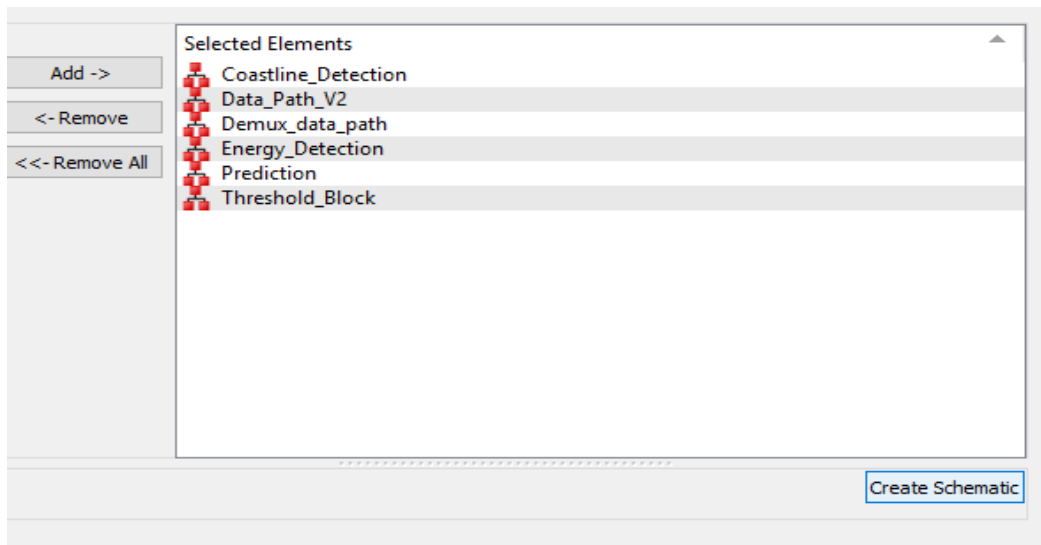 Selected Elements
Add ->
Coastline_Detection
Data_Path_V2
<- Remove
Demux_data_path
Energy_Detection
<<- Remove All
Prediction
Threshold_Block
Create Schematic